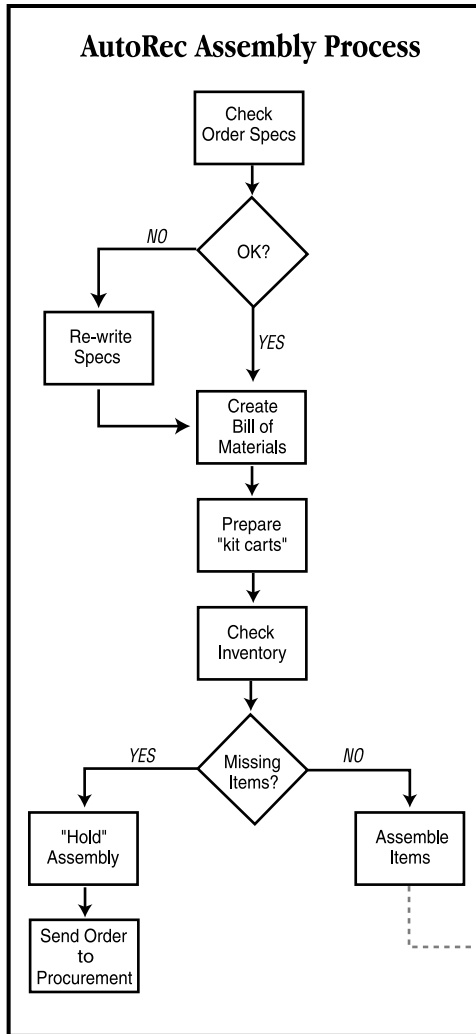 AutoRec Assembly Process
Check
Order Specs
OK?
NO
YES
Re-write
Specs
Create
Bill of
Materials
Prepare
"kit carts"
Check
Inventory
Missing
Items?
YES
NO
"Hold"
Assembly
Assemble
Items
Send Order
to
Procurement